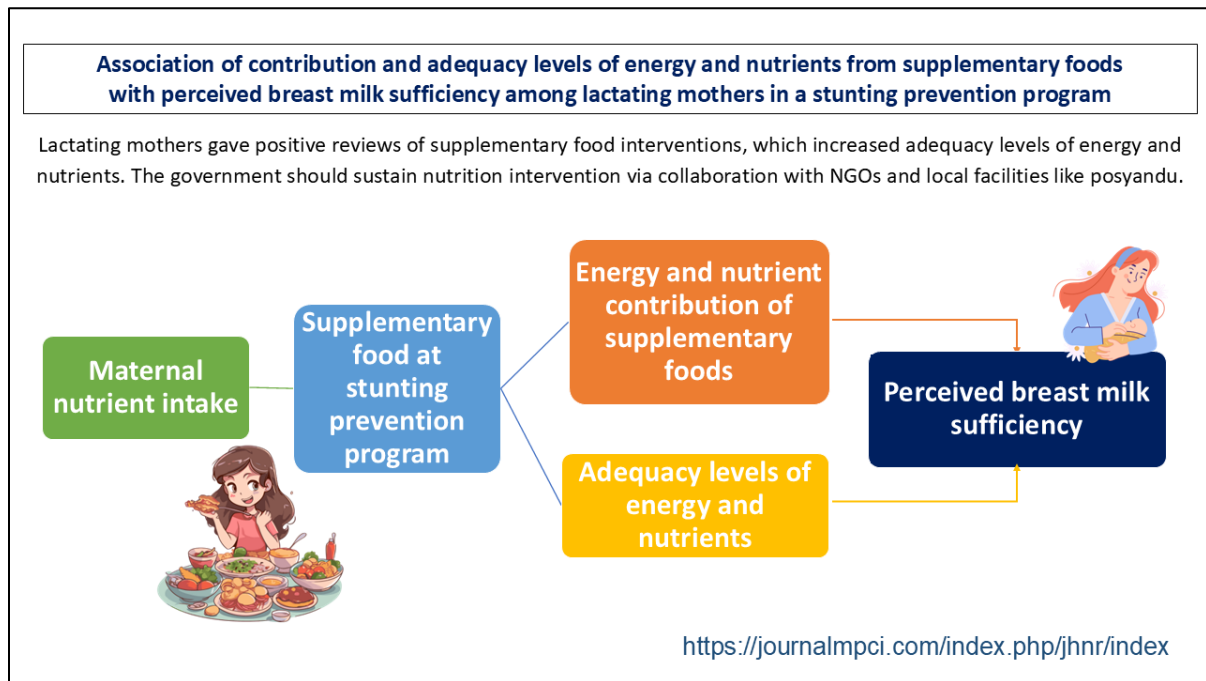 Association of contribution and adequacy levels of energy and nutrients from supplementary foods
with perceived breast milk sufficiency among lactating mothers in a stunting prevention program
Lactating mothers gave positive reviews of supplementary food interventions, which increased adequacy levels of energy and
nutrients. The government should sustain nutrition intervention via collaboration with NGOs and local facilities like posyandu.
Maternal
nutrient intake
Supplementary
food at
stunting
prevention
program
Energy and nutrient
contribution of
supplementary
foods
Adequacy levels of
energy and
nutrients
Perceived breast milk
sufficiency
https://journalmpci.com/index.php/jhnr/index